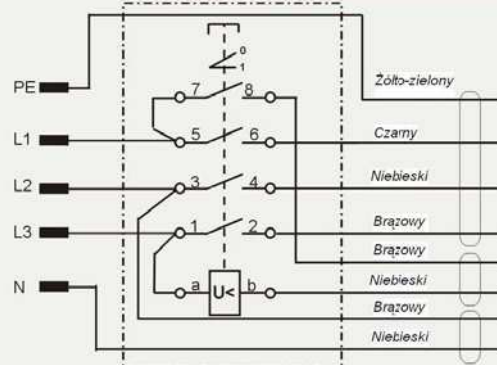 0
1
PE
7 8
Żółto-zielony
L1
5 6
Czarny
L2
3 4
Niebieski
L3
1 2
Brązowy
Brązowy
N
a U< b
Niebieski
Brązowy
Niebieski